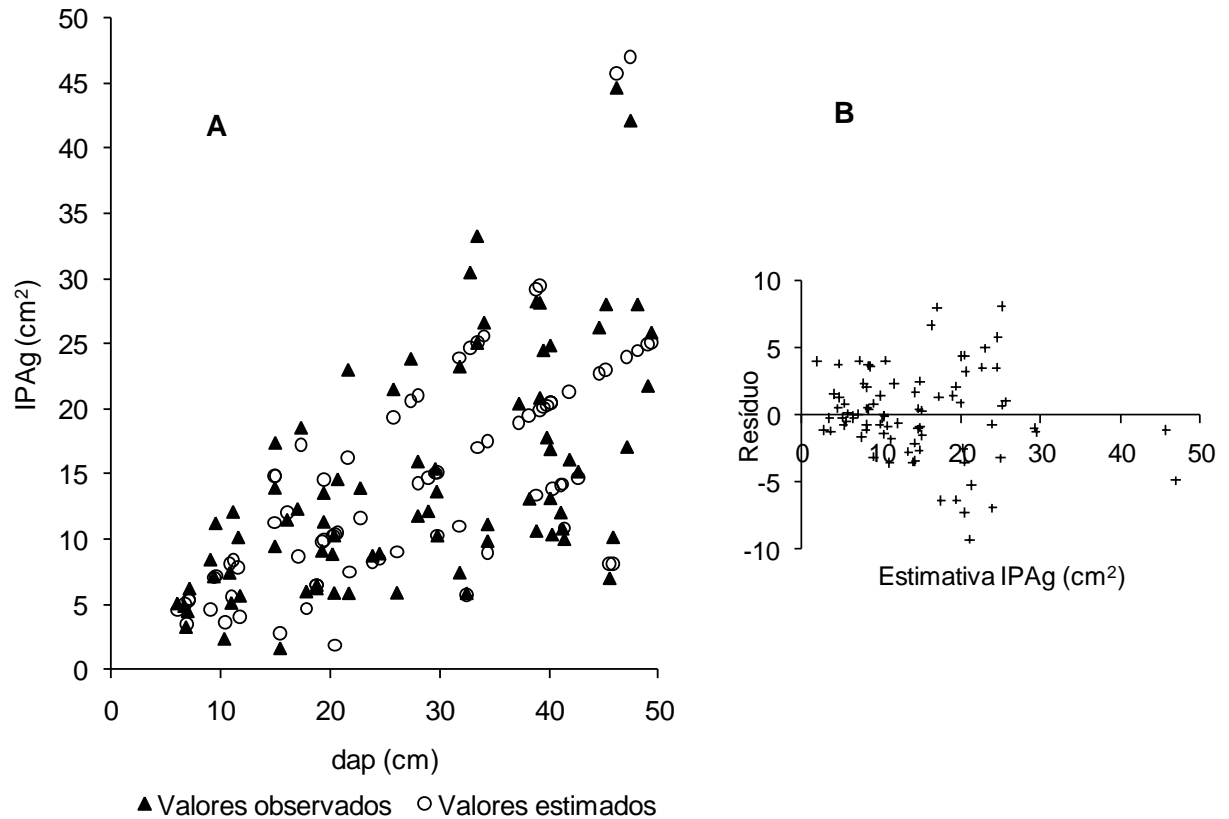 A
IPAg (cm²)
50
45
40
35
30
25
20
15
10
5
0
0 10 20 30 40 50
dap (cm)
▲ Valores observados ○ Valores estimados
B
Resíduo
10
5
0
-5
-10
0 10 20 30 40 50
Estimativa IPAg (cm²)